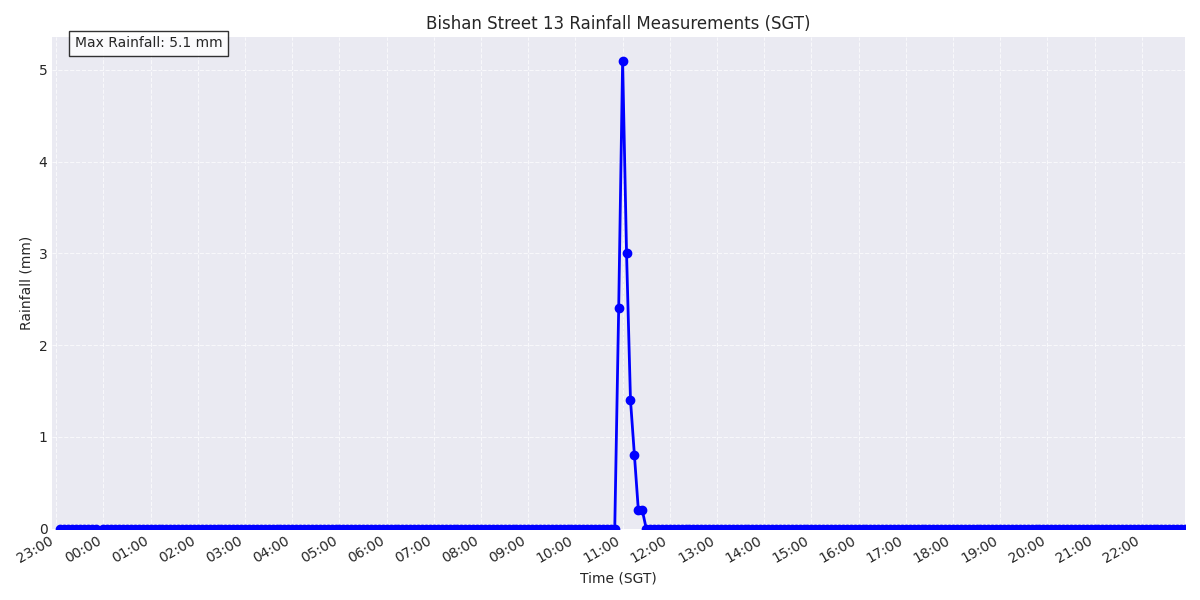 Bishan Street 13 Rainfall Measurements (SGT)
Max Rainfall: 5.1 mm
5
4
3
2
1
0
Rainfall (mm)
23:00 00:00 01:00 02:00 03:00 04:00 05:00 06:00 07:00 08:00 09:00 10:00 11:00 12:00 13:00 14:00 15:00 16:00 17:00 18:00 19:00 20:00 21:00 22:00
Time (SGT)